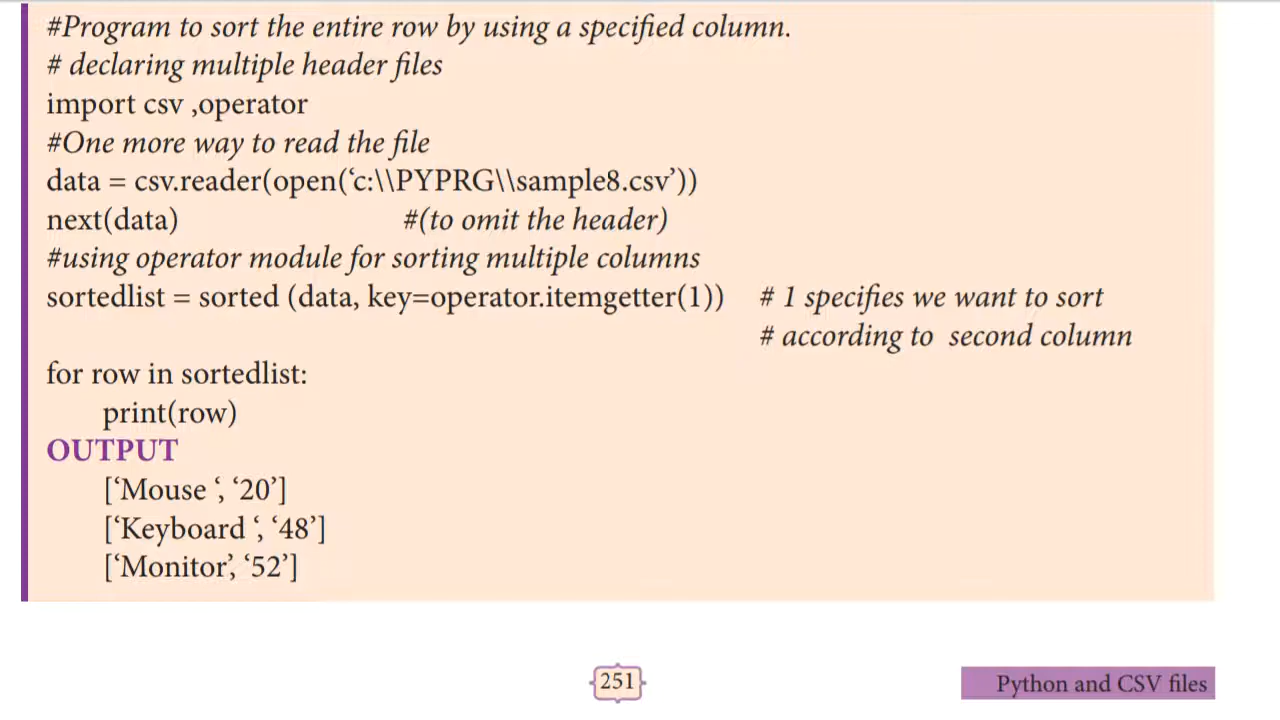 #Program to sort the entire row by using a specified column.
# declaring multiple header files
import csv ,operator
#One more way to read the file
data = csv.reader(open(‘c:\\PYPRG\\sample8.csv’))
next(data) #(to omit the header)
#using operator module for sorting multiple columns
sortedlist = sorted (data, key=operator.itemgetter(1)) # 1 specifies we want to sort
# according to second column
for row in sortedlist:
print(row)
OUTPUT
[‘Mouse ‘, ‘20’]
[‘Keyboard ‘, ‘48’]
[‘Monitor’, ‘52’]
251
Python and CSV files